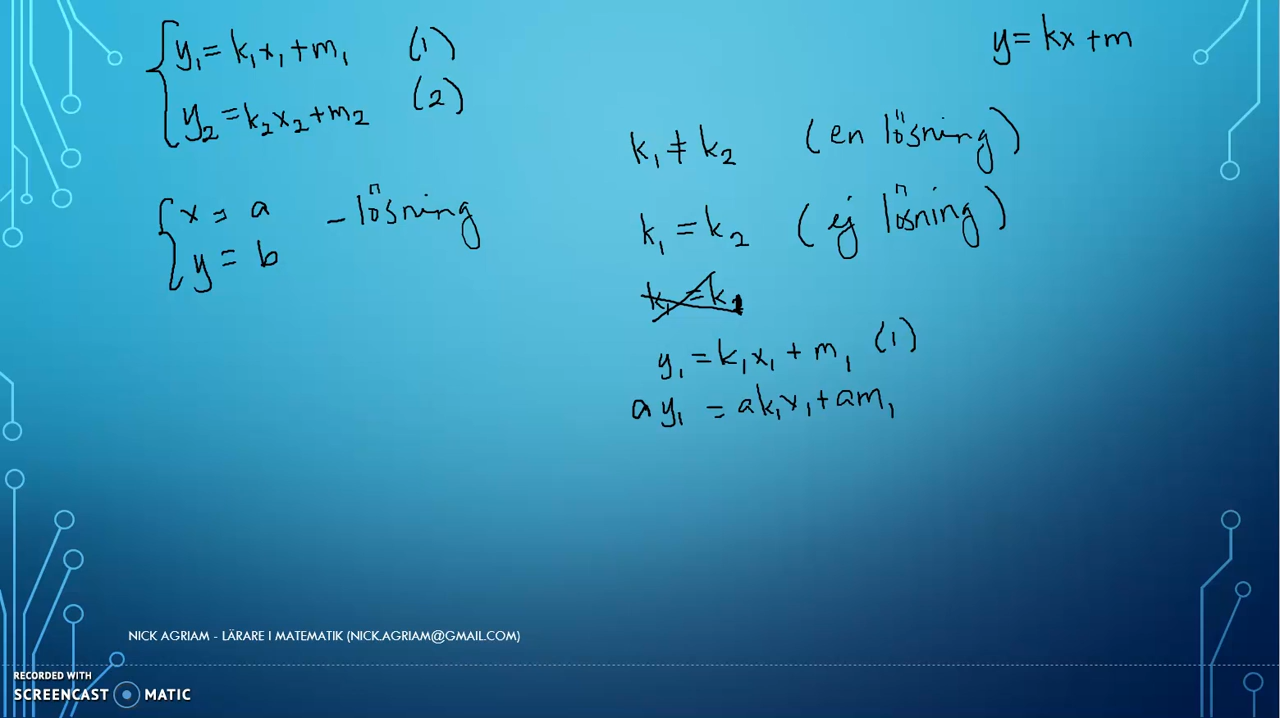 y₁ = k₁x₁ + m₁ (1)
y₂ = k₂x₂ + m₂ (2)
x = a - lösning
y = b
y = kx + m
k₁ ≠ k₂ (en lösning)
k₁ = k₂ (ej lösning)
y₁ = k₁x₁ + m₁ (1)
ay₁ = ak₁x₁ + am₁
NICK AGRIAM - LÄRARE I MATEMATIK (NICK.AGRIAM@GMAIL.COM)
RECORDED WITH
SCREENCAST MATIC